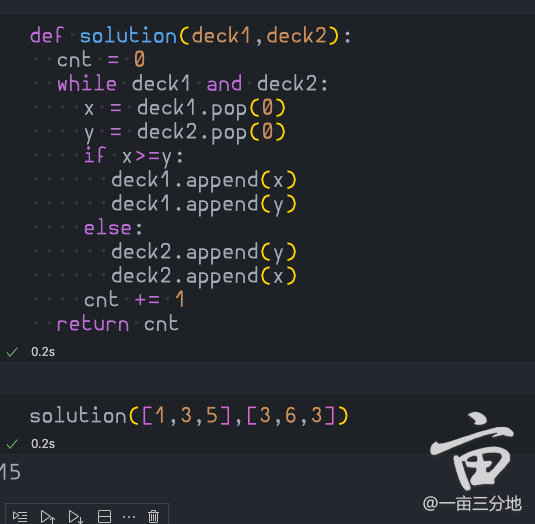 def solution(deck1,deck2):
  cnt = 0
  while deck1 and deck2:
    x = deck1.pop(0)
    y = deck2.pop(0)
    if x>=y:
      deck1.append(x)
      deck1.append(y)
    else:
      deck2.append(y)
      deck2.append(x)
    cnt += 1
  return cnt
0.2s
solution([1,3,5],[3,6,3])
0.2s
15
亩
@一亩三分地